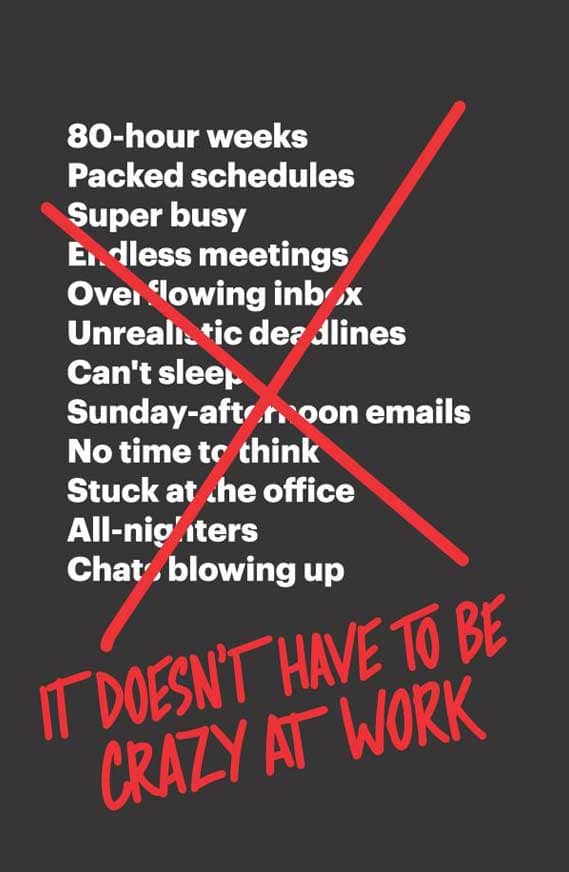 80-hour weeks
Packed schedules
Super busy
Endless meetings
Overflowing inbox
Unrealistic deadlines
Can't sleep
Sunday-afternoon emails
No time to think
Stuck at the office
All-nighters
Chats blowing up
IT DOESN'T HAVE TO BE
CRAZY AT WORK